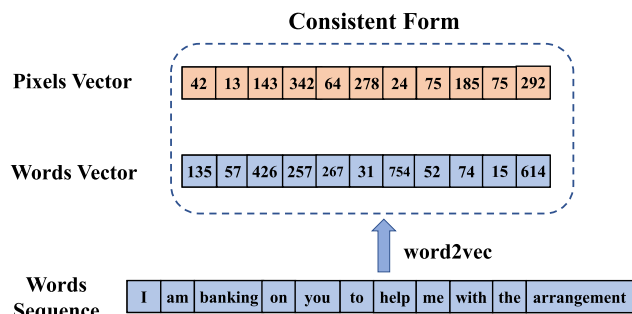 Consistent Form
Pixels Vector 42 13 143 342 64 278 24 75 185 75 292
Words Vector 135 57 426 257 267 31 754 52 74 15 614
word2vec
Words
Sequence
I am banking on you to help me with the arrangement